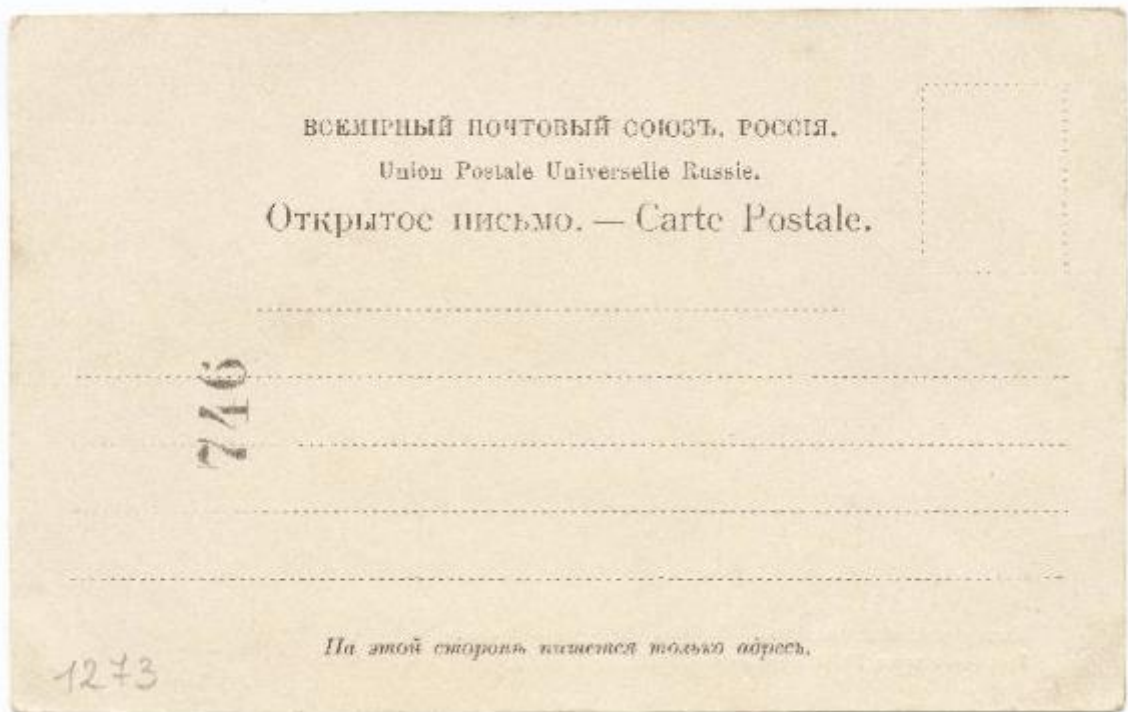 ВСЕМІРНЫЙ ПОЧТОВЫЙ СОЮЗЪ, РОССІЯ.
Union Postale Universelle Russie.
Открытое письмо. — Carte Postale.
746
На этой сторонѣ пишется только адресъ.
1273